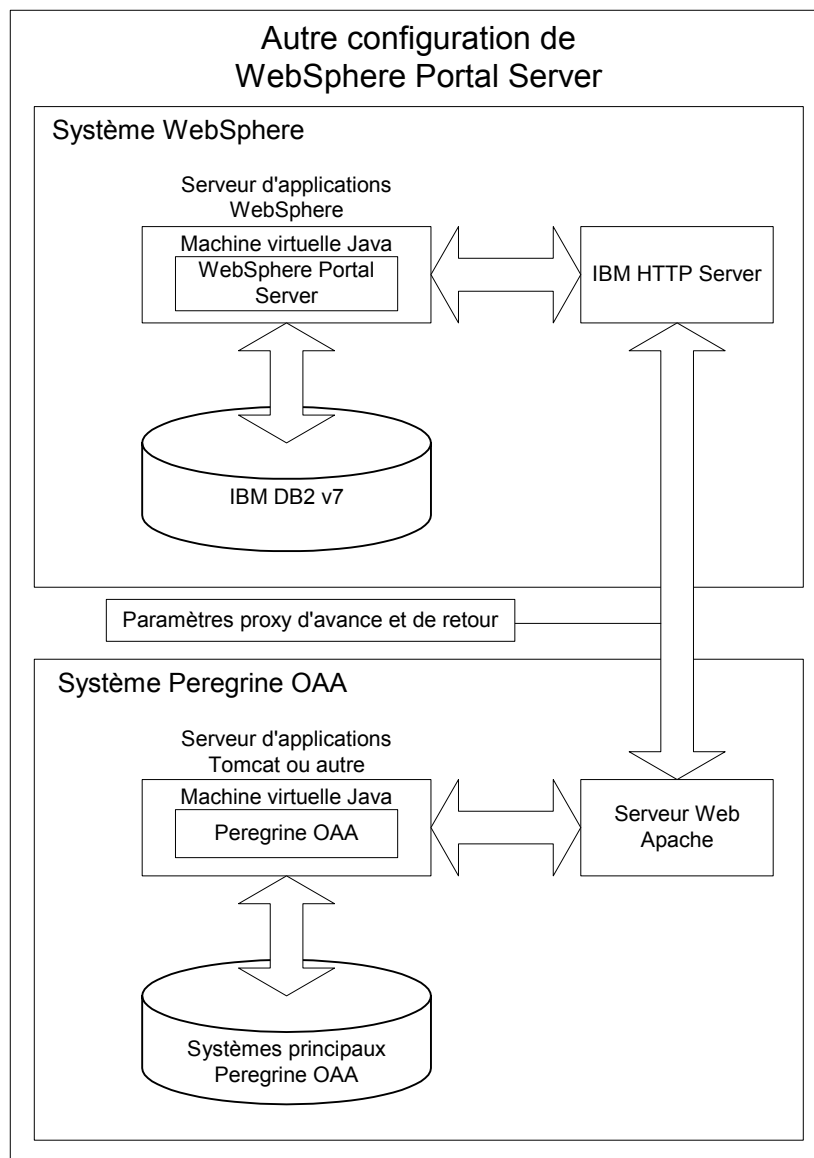 Autre configuration de
WebSphere Portal Server
Système WebSphere
Serveur d'applications
WebSphere
Machine virtuelle Java
WebSphere Portal
Server
IBM HTTP Server
IBM DB2 v7
Paramètres proxy d'avance et de retour
Système Peregrine OAA
Serveur d'applications
Tomcat ou autre
Machine virtuelle Java
Peregrine OAA
Serveur Web
Apache
Systèmes principaux
Peregrine OAA